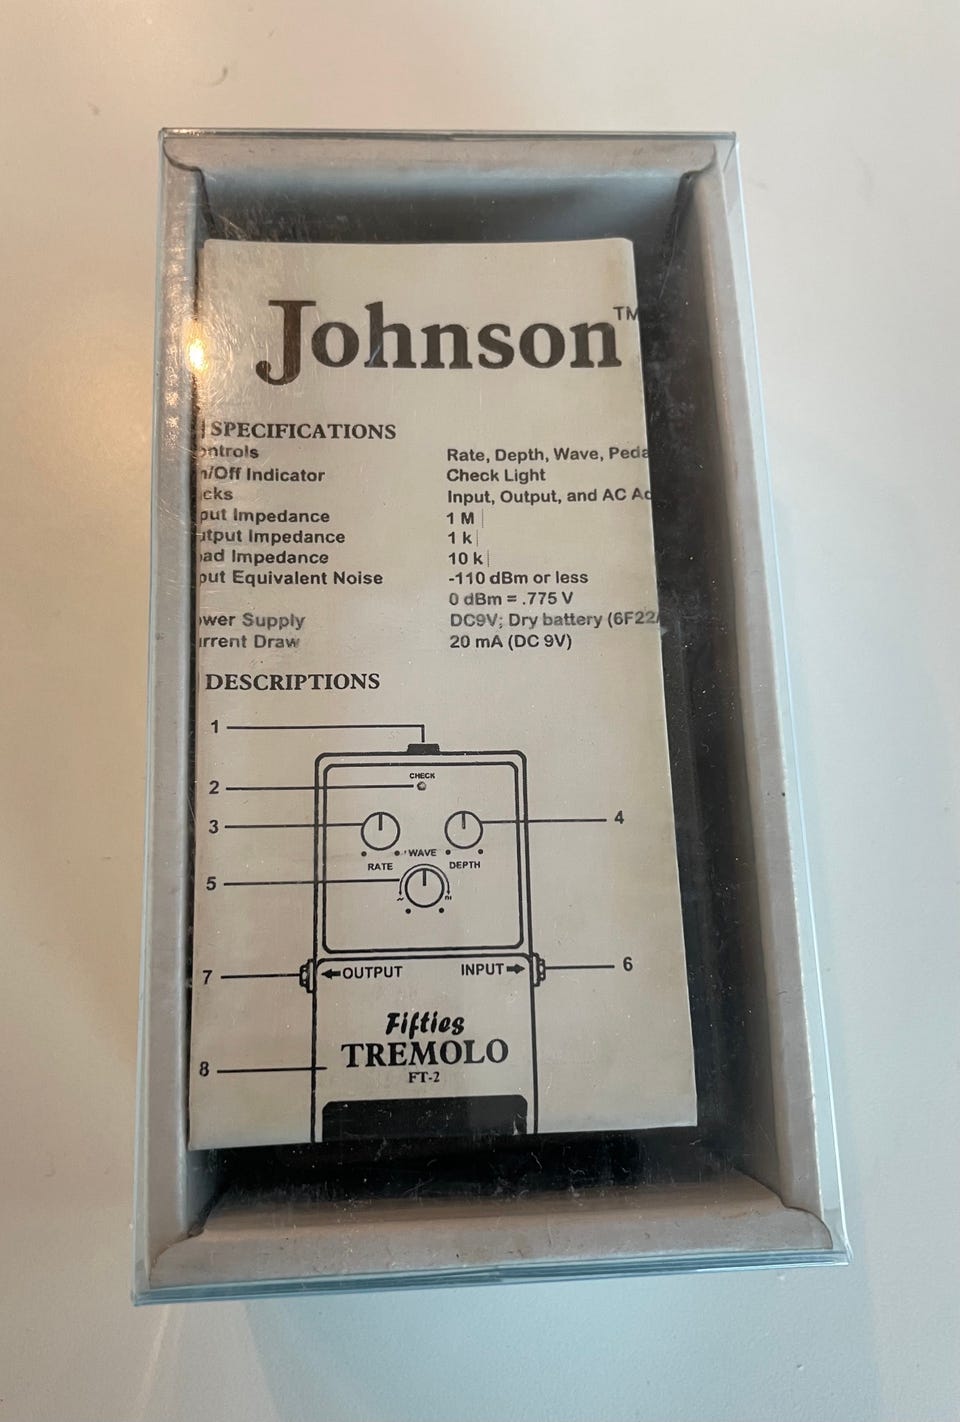 Johnson™
SPECIFICATIONS
ontrols Rate, Depth, Wave, Peda
n/Off Indicator Check Light
cks Input, Output, and AC Ad
put Impedance 1 M
utput Impedance 1 k
oad Impedance 10 k
put Equivalent Noise -110 dBm or less
0 dBm = .775 V
ower Supply DC9V; Dry battery (6F22/
urrent Draw 20 mA (DC 9V)
DESCRIPTIONS
1
CHECK
2
3
4
WAVE
RATE DEPTH
5
7 OUTPUT INPUT 6
Fifties
TREMOLO
8
FT-2